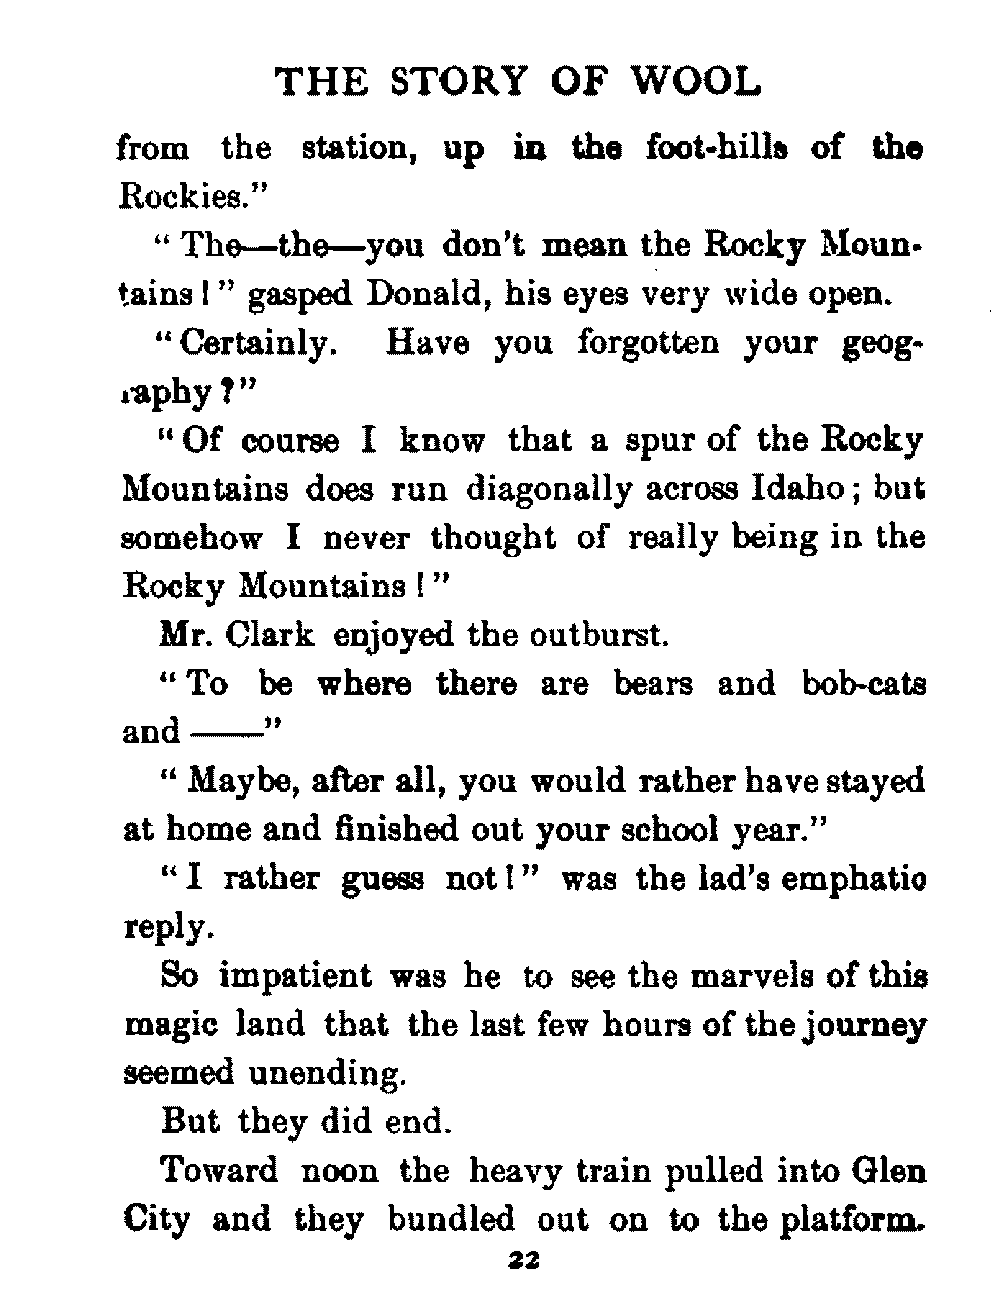 THE STORY OF WOOL
from the station, up in the foot-hills of the
Rockies."
"The—the—you don't mean the Rocky Moun-
tains!" gasped Donald, his eyes very wide open.
"Certainly. Have you forgotten your geog-
raphy?"
"Of course I know that a spur of the Rocky
Mountains does run diagonally across Idaho; but
somehow I never thought of really being in the
Rocky Mountains!"
Mr. Clark enjoyed the outburst.
"To be where there are bears and bob-cats
and ——"
"Maybe, after all, you would rather have stayed
at home and finished out your school year."
"I rather guess not!" was the lad's emphatic
reply.
So impatient was he to see the marvels of this
magic land that the last few hours of the journey
seemed unending.
But they did end.
Toward noon the heavy train pulled into Glen
City and they bundled out on to the platform.
22